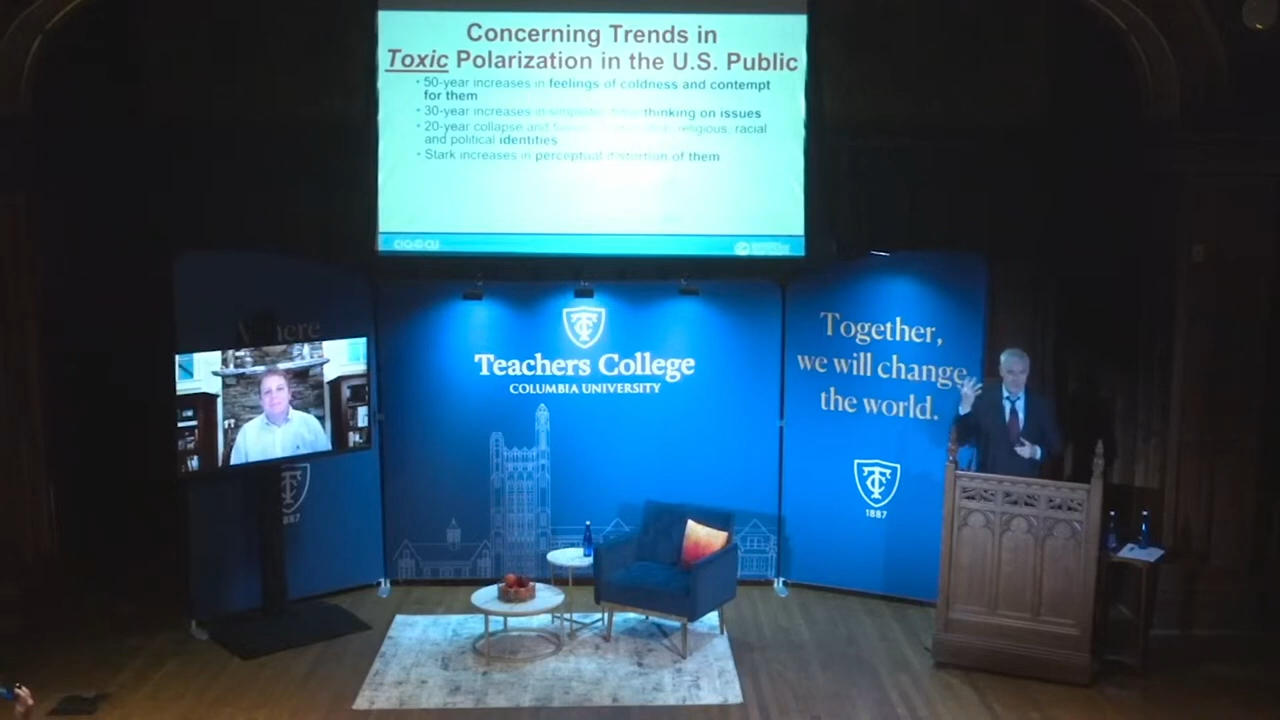 Concerning Trends in
Toxic Polarization in the U.S. Public
• 50-year increases in feelings of coldness and contempt
for them
• 30-year increases in thinking on issues
• 20-year collapse and religious, racial
and political identities
• Stark increases in perceptual distortion of them
Teachers College
COLUMBIA UNIVERSITY
Together,
we will change
the world.
1887